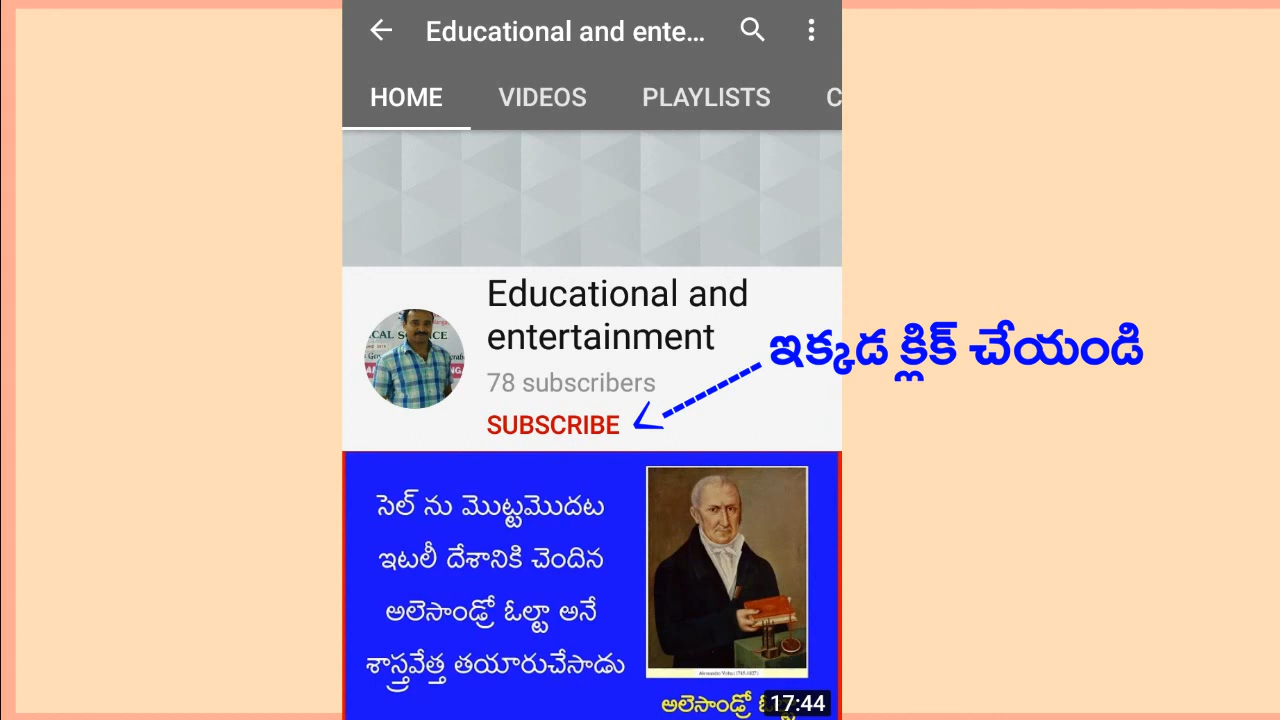 Educational and ente...
HOME VIDEOS PLAYLISTS C
Educational and
entertainment
78 subscribers
SUBSCRIBE
ఇక్కడ క్లిక్ చేయండి
సెల్ ను మొట్టమొదట
ఇటలీ దేశానికి చెందిన
అలెసాండ్రో ఓల్టా అనే
శాస్త్రవేత్త తయారుచేసాడు
అలెసాండ్రో
17:44